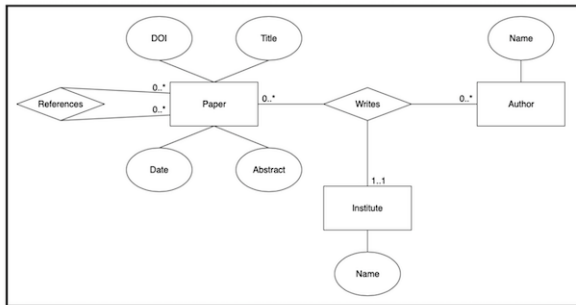 DOI
Title
Name
References
0..*
0..*
Paper
0..*
Writes
0..*
Author
Date
Abstract
1..1
Institute
Name